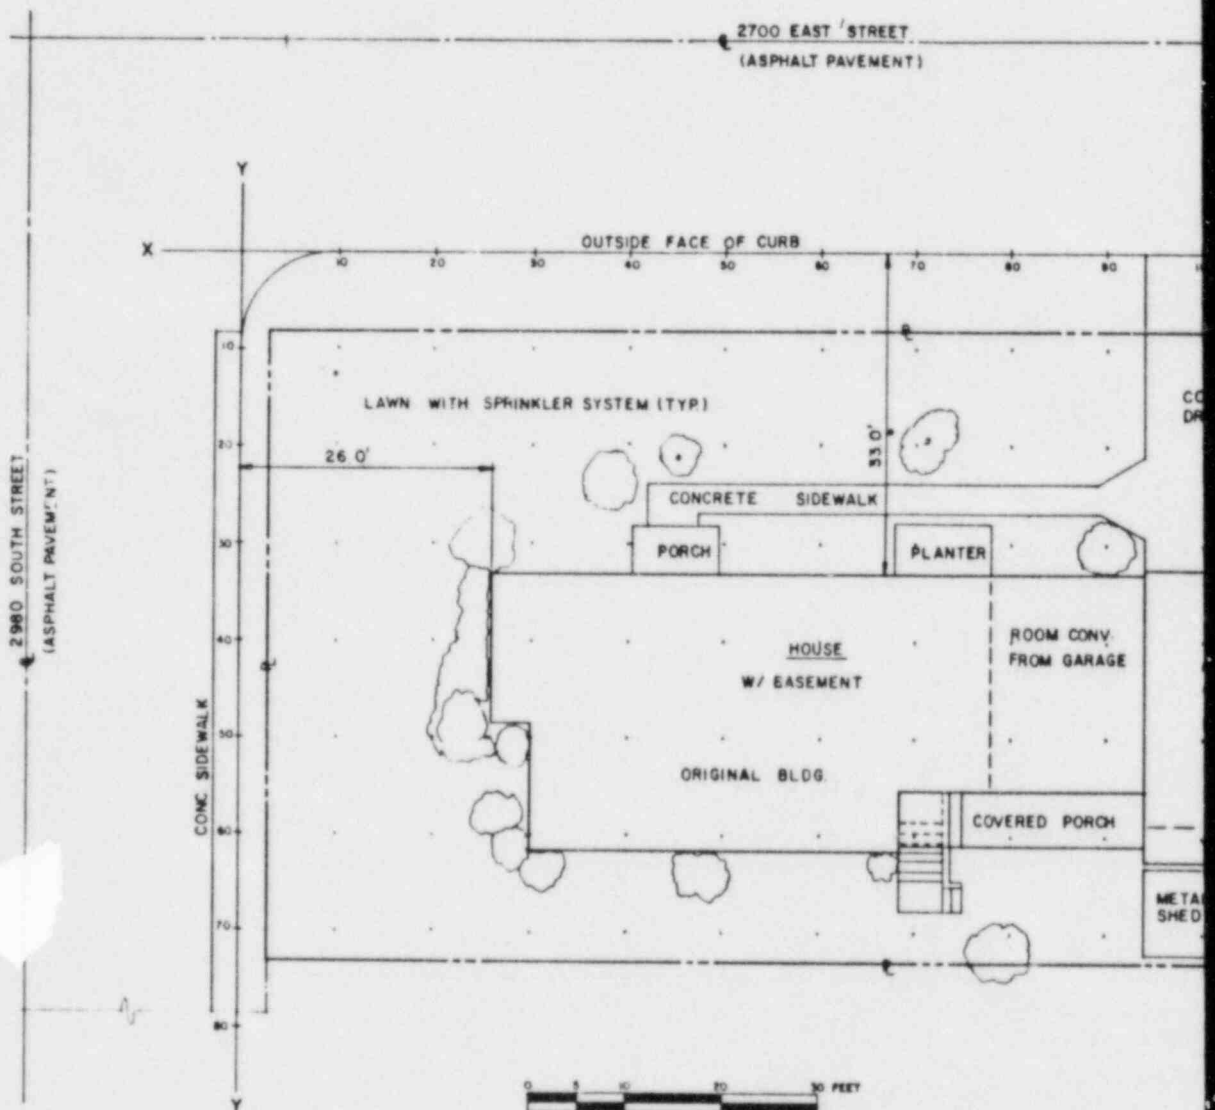 2700 EAST STREET
(ASPHALT PAVEMENT)
Y
X
OUTSIDE FACE OF CURB
10 20 30 40 50 60 70 80 90
10
LAWN WITH SPRINKLER SYSTEM (TYP.)
20
26 0'
33 0'
CONCRETE SIDEWALK
30
PORCH
PLANTER
2980 SOUTH STREET
(ASPHALT PAVEMENT)
40
HOUSE
W/ BASEMENT
ROOM CONV.
FROM GARAGE
50
CONC SIDEWALK
ORIGINAL BLDG.
60
COVERED PORCH
70
SHED
80
0 5 10 20 30 FEET
Y